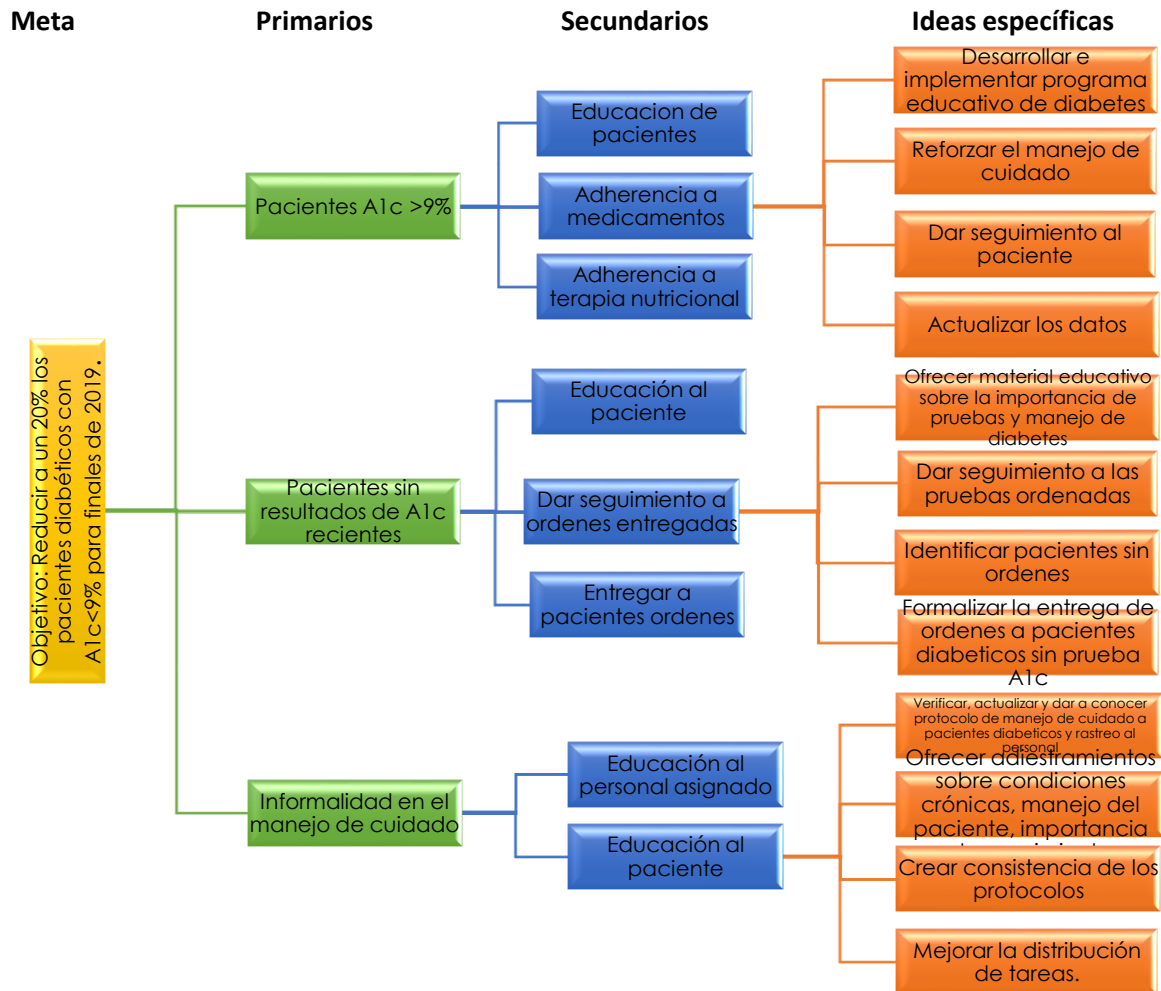 Meta
Primarios
Secundarios
Ideas específicas
Objetivo: Reducir a un 20% los
pacientes diabéticos con
A1c<9% para finales de 2019.
Pacientes A1c >9%
Educacion de
pacientes
Adherencia a
medicamentos
Adherencia a
terapia nutricional
Desarrollar e
implementar programa
educativo de diabetes
Reforzar el manejo de
cuidado
Dar seguimiento al
paciente
Actualizar los datos
Pacientes sin
resultados de A1c
recientes
Educación al
paciente
Dar seguimiento a
ordenes entregadas
Entregar a
pacientes ordenes
Ofrecer material educativo
sobre la importancia de
pruebas y manejo de
diabetes
Dar seguimiento a las
pruebas ordenadas
Identificar pacientes sin
ordenes
Formalizar la entrega de
ordenes a pacientes
diabeticos sin prueba
A1c
Informalidad en el
manejo de cuidado
Educación al
personal asignado
Educación al
paciente
Verificar, actualizar y dar a conocer
protocolo de manejo de cuidado a
pacientes diabeticos y rastreo al
personal
Ofrecer adiestramientos
sobre condiciones
crónicas, manejo del
paciente, importancia
Crear consistencia de los
protocolos
Mejorar la distribución
de tareas.